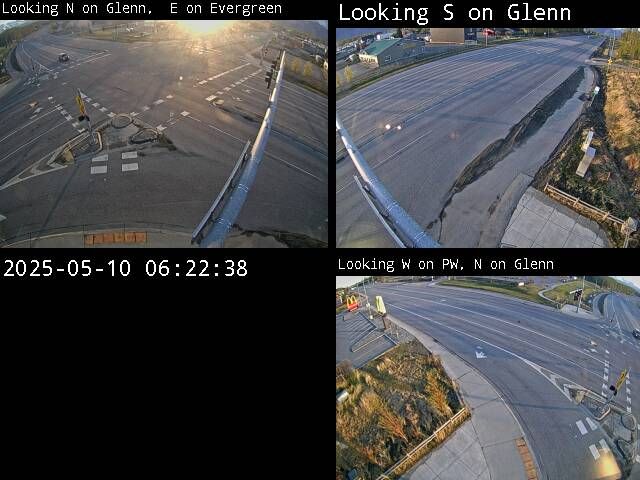 Looking N on Glenn,  E on Evergreen
Looking S on Glenn
2025-05-10 06:22:38
Looking W on PW, N on Glenn